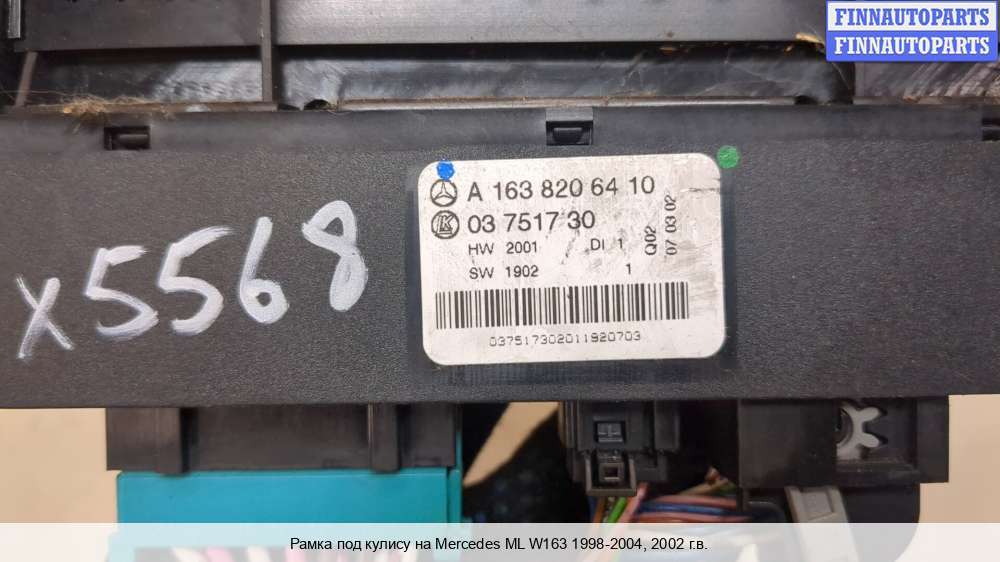 FINNAUTOPARTS
FINNAUTOPARTS
A 163 820 64 10
03 7517 30
HW 2001 DI 1
SW 1902 1
Q02
07 03 02
037517302011920703
x5568
Рамка под кулису на Mercedes ML W163 1998-2004, 2002 г.в.